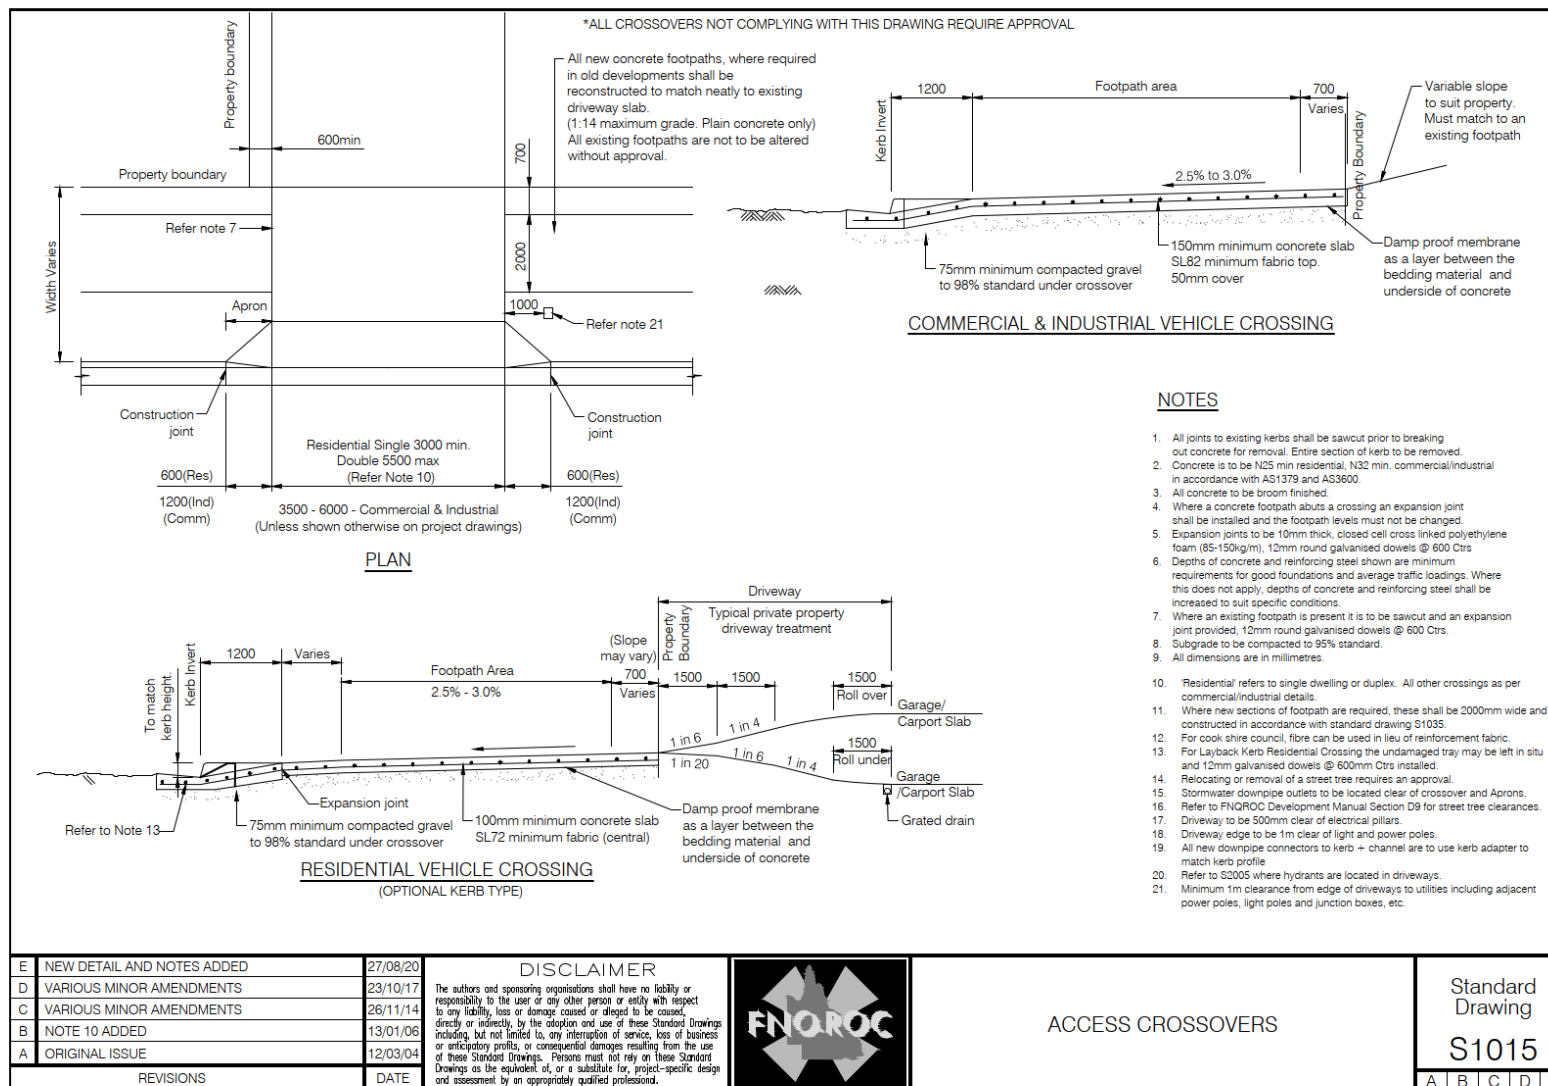 *ALL CROSSOVERS NOT COMPLYING WITH THIS DRAWING REQUIRE APPROVAL
Property boundary
600min
Property boundary
All new concrete footpaths, where required
in old developments shall be
reconstructed to match neatly to existing
driveway slab.
(1:14 maximum grade. Plain concrete only)
All existing footpaths are not to be altered
without approval.
700
Refer note 7
2000
Width Varies
Apron
1000
Refer note 21
Construction
joint
Construction
joint
Residential Single 3000 min.
Double 5500 max
(Refer Note 10)
600(Res)
1200(Ind)
(Comm)
600(Res)
1200(Ind)
(Comm)
3500 - 6000 - Commercial & Industrial
(Unless shown otherwise on project drawings)
PLAN
Kerb Invert
1200
Footpath area
700
Varies
Property Boundary
Variable slope
to suit property.
Must match to an
existing footpath
2.5% to 3.0%
75mm minimum compacted gravel
to 98% standard under crossover
150mm minimum concrete slab
SL82 minimum fabric top.
50mm cover
Damp proof membrane
as a layer between the
bedding material and
underside of concrete
COMMERCIAL & INDUSTRIAL VEHICLE CROSSING
Driveway
Typical private property
driveway treatment
Property
Boundary
(Slope
may vary)
To match
kerb height.
Kerb Invert
1200
Varies
Footpath Area
2.5% - 3.0%
700
Varies
1500
1500
1500
Roll over
Garage/
Carport Slab
1 in 6
1 in 4
1 in 20
1 in 6
1 in 4
1500
Roll under
Garage
/Carport Slab
Grated drain
Refer to Note 13
Expansion joint
75mm minimum compacted gravel
to 98% standard under crossover
100mm minimum concrete slab
SL72 minimum fabric (central)
Damp proof membrane
as a layer between the
bedding material and
underside of concrete
RESIDENTIAL VEHICLE CROSSING
(OPTIONAL KERB TYPE)
NOTES
1. All joints to existing kerbs shall be sawcut prior to breaking
out concrete for removal. Entire section of kerb to be removed.
2. Concrete is to be N25 min residential, N32 min. commercial/industrial
in accordance with AS1379 and AS3600.
3. All concrete to be broom finished.
4. Where a concrete footpath abuts a crossing an expansion joint
shall be installed and the footpath levels must not be changed.
5. Expansion joints to be 10mm thick, closed cell cross linked polyethylene
foam (85-150kg/m), 12mm round galvanised dowels @ 600 Ctrs
6. Depths of concrete and reinforcing steel shown are minimum
requirements for good foundations and average traffic loadings. Where
this does not apply, depths of concrete and reinforcing steel shall be
increased to suit specific conditions.
7. Where an existing footpath is present it is to be sawcut and an expansion
joint provided, 12mm round galvanised dowels @ 600 Ctrs.
8. Subgrade to be compacted to 95% standard.
9. All dimensions are in millimetres.
10. 'Residential' refers to single dwelling or duplex. All other crossings as per
commercial/industrial details.
11. Where new sections of footpath are required, these shall be 2000mm wide and
constructed in accordance with standard drawing S1035.
12. For cook shire council, fibre can be used in lieu of reinforcement fabric.
13. For Layback Kerb Residential Crossing the undamaged tray may be left in situ
and 12mm galvanised dowels @ 600mm Ctrs installed.
14. Relocating or removal of a street tree requires an approval.
15. Stormwater downpipe outlets to be located clear of crossover and Aprons.
16. Refer to FNQROC Development Manual Section D9 for street tree clearances.
17. Driveway to be 500mm clear of electrical pillars.
18. Driveway edge to be 1m clear of light and power poles.
19. All new downpipe connectors to kerb + channel are to use kerb adapter to
match kerb profile
20. Refer to S2005 where hydrants are located in driveways.
21. Minimum 1m clearance from edge of driveways to utilities including adjacent
power poles, light poles and junction boxes, etc.
E NEW DETAIL AND NOTES ADDED 27/08/20
D VARIOUS MINOR AMENDMENTS 23/10/17
C VARIOUS MINOR AMENDMENTS 26/11/14
B NOTE 10 ADDED 13/01/06
A ORIGINAL ISSUE 12/03/04
REVISIONS DATE
DISCLAIMER
The authors and sponsoring organisations shall have no liability or
responsibility to the user or any other person or entity with respect
to any liability, loss or damage caused or alleged to be caused,
directly or indirectly, by the adoption and use of these Standard Drawings
including, but not limited to, any interruption of service, loss of business
or anticipatory profits, or consequential damages resulting from the use
of these Standard Drawings. Persons must not rely on these Standard
Drawings as the equivalent of, or a substitute for, project-specific design
and assessment by an appropriately qualified professional.
FNQROC
ACCESS CROSSOVERS
Standard
Drawing
S1015
A B C D